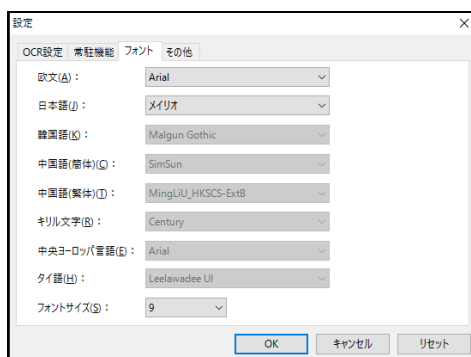 設定
OCR設定 常駐機能 フォント その他
欧文(A)： Arial
日本語(J)： メイリオ
韓国語(K)： Malgun Gothic
中国語(簡体)(C)： SimSun
中国語(繁体)(T)： MingLiU_HKSCS-ExtB
キリル文字(R)： Century
中央ヨーロッパ言語(E)： Arial
タイ語(H)： Leelawadee UI
フォントサイズ(S)： 9
OK キャンセル リセット